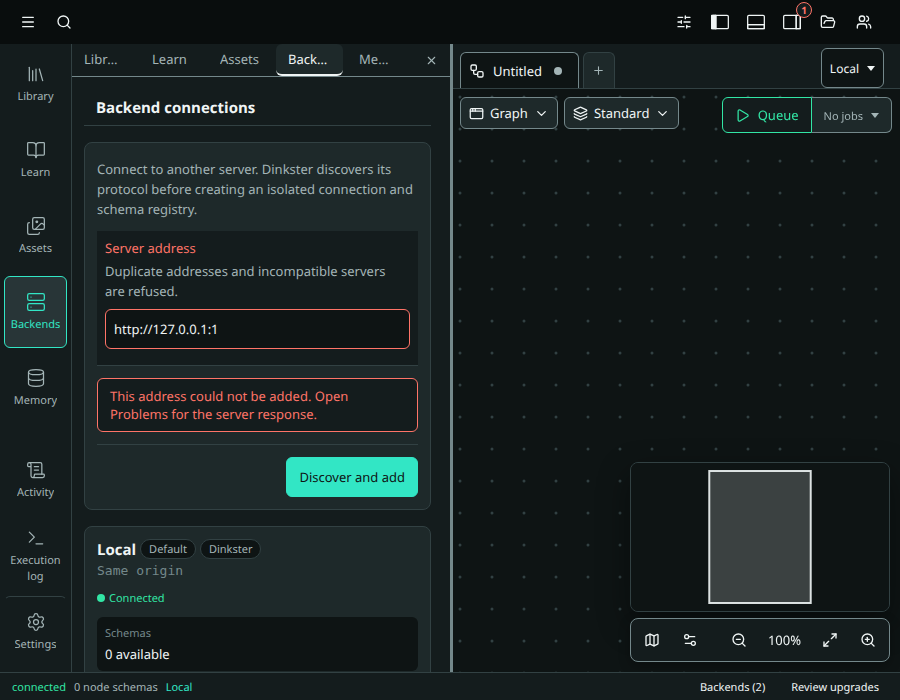 1
Libr...
Learn
Assets
Back...
Me...
Untitled
Local
Library
Learn
Assets
Backends
Memory
Activity
Execution
log
Settings
Backend connections
Connect to another server. Dinkster discovers its
protocol before creating an isolated connection and
schema registry.
Server address
Duplicate addresses and incompatible servers
are refused.
http://127.0.0.1:1
This address could not be added. Open
Problems for the server response.
Discover and add
Local Default Dinkster
Same origin
Connected
Schemas
0 available
Graph
Standard
Queue
No jobs
100%
connected 0 node schemas Local
Backends (2)
Review upgrades